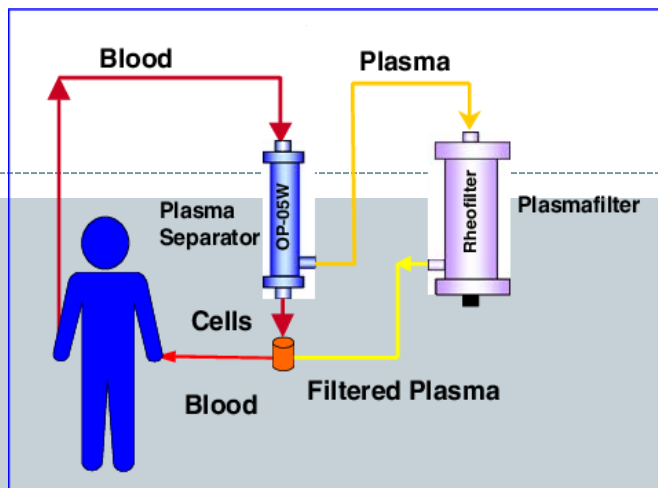 Blood
Plasma
Plasma
Separator
OP-05W
Rheofilter
Plasmafilter
Cells
Blood
Filtered Plasma